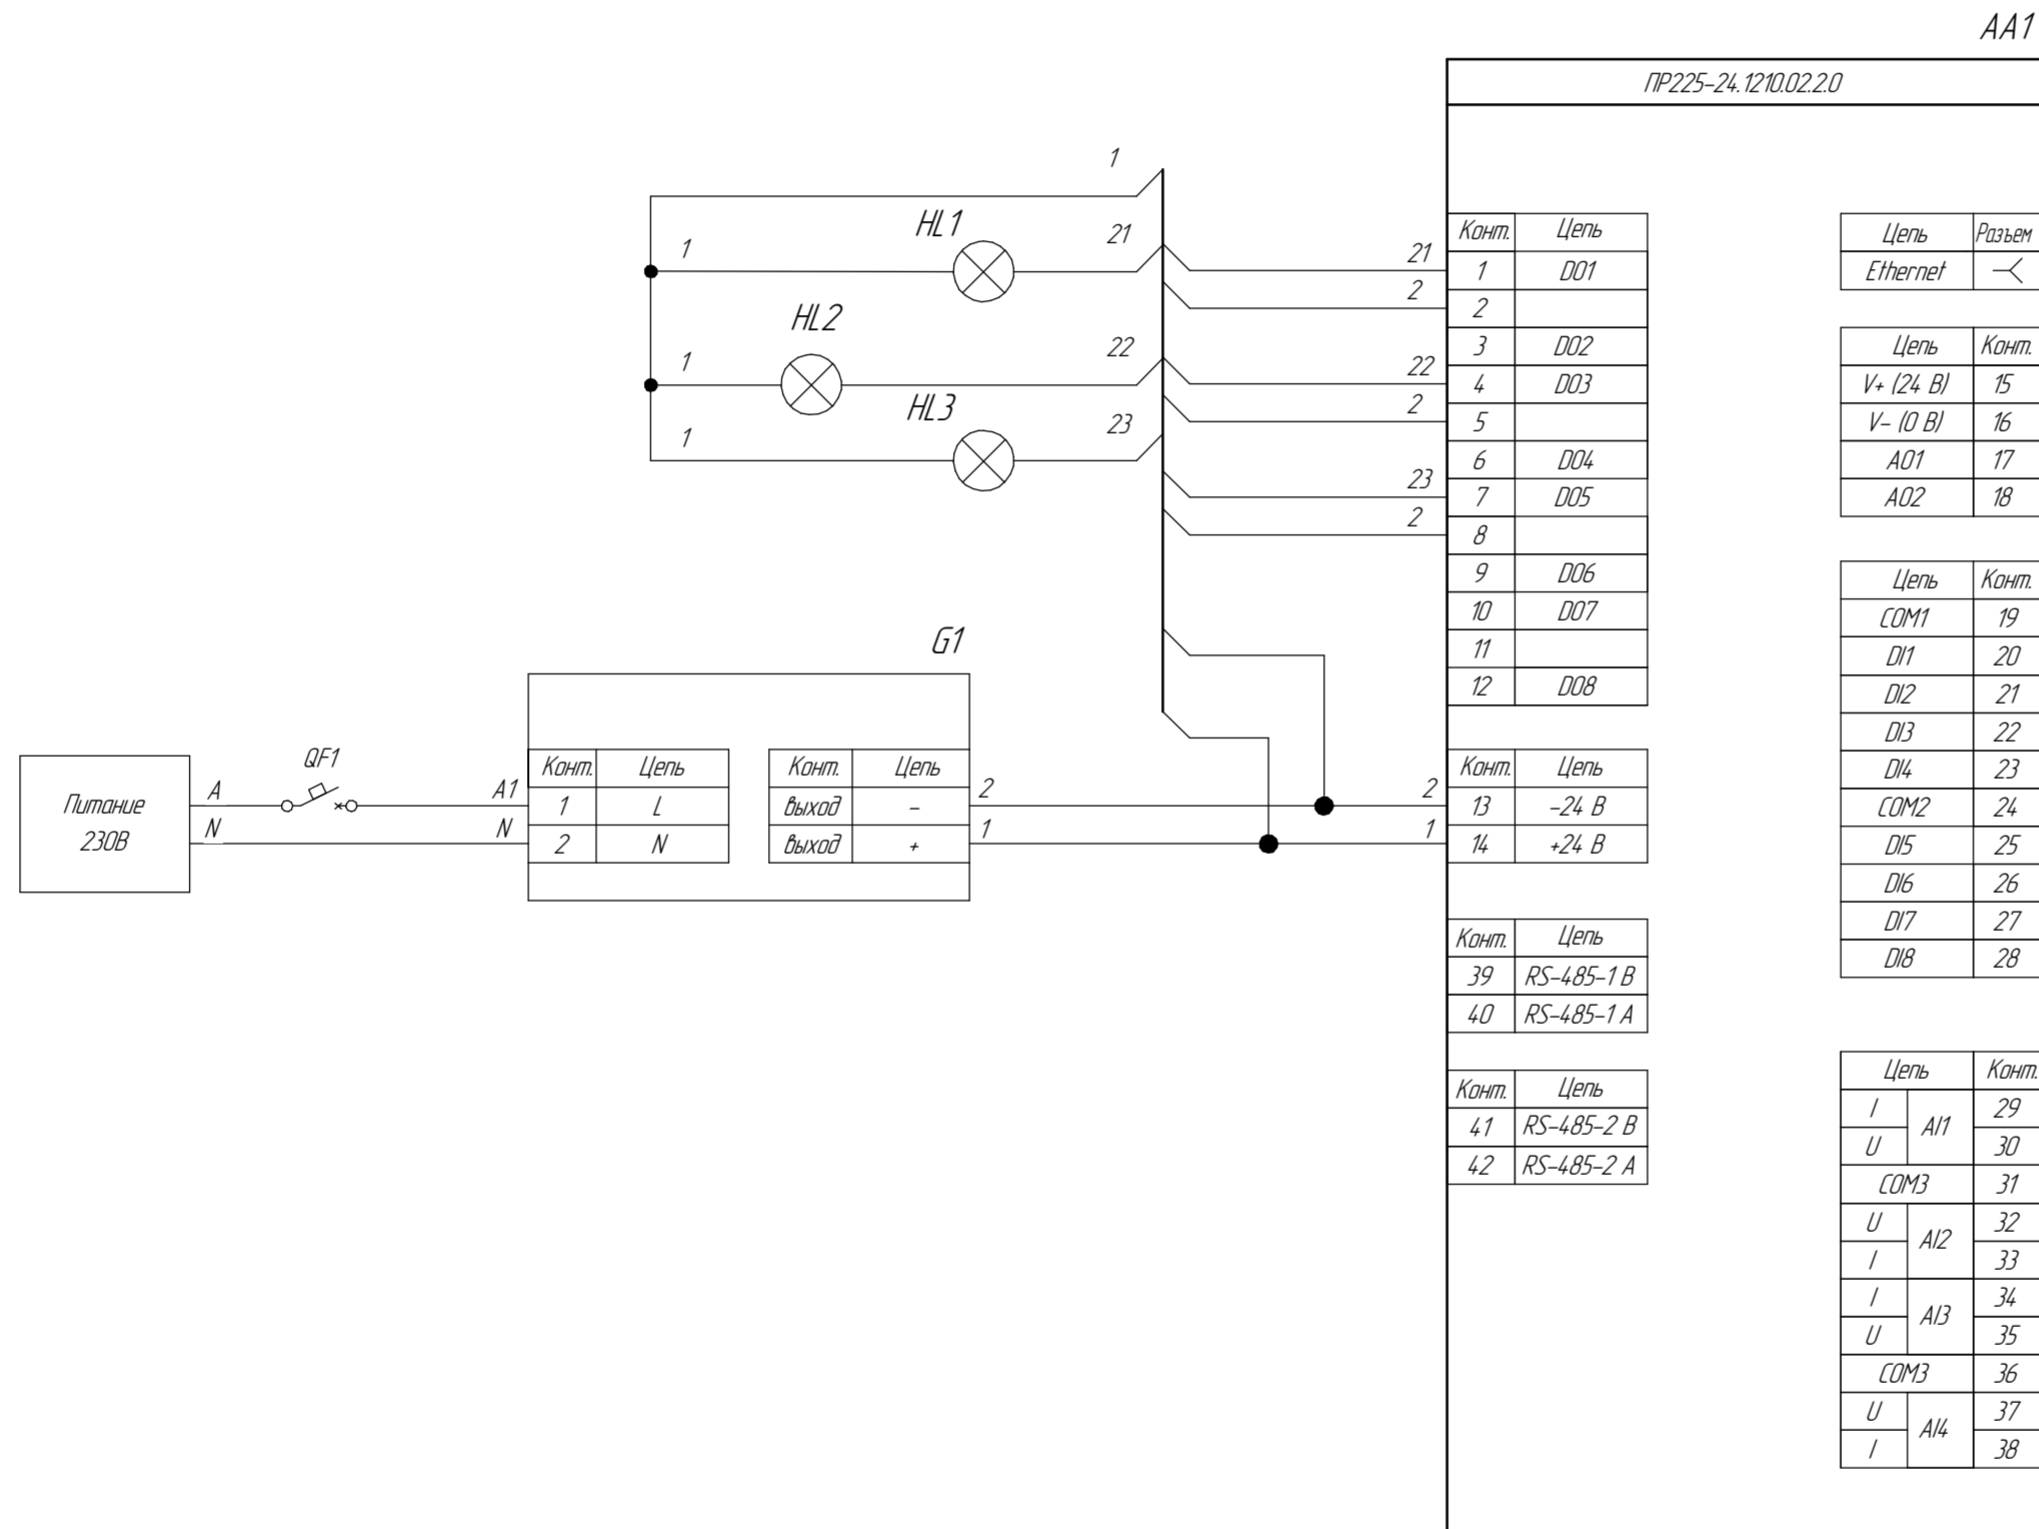 AA1
ПР225-24.1210.02.2.0
1
HL1
1
21
21
2
HL2
1
22
22
2
HL3
1
23
23
2
Конт. Цепь
1 DO1
2
3 DO2
4 DO3
5
6 DO4
7 DO5
8
9 DO6
10 DO7
11
12 DO8
Цепь Разъем
Ethernet
Цепь Конт.
V+ (24 В) 15
V- (0 В) 16
AO1 17
AO2 18
Цепь Конт.
COM1 19
DI1 20
DI2 21
DI3 22
DI4 23
COM2 24
DI5 25
DI6 26
DI7 27
DI8 28
G1
Питание
230В
A
N
QF1
A1
N
Конт. Цепь
1 L
2 N
Конт. Цепь
выход -
выход +
2
1
2
1
Конт. Цепь
13 -24 В
14 +24 В
Конт. Цепь
39 RS-485-1 B
40 RS-485-1 A
Конт. Цепь
41 RS-485-2 B
42 RS-485-2 A
Цепь Конт.
I AI1 29
U 30
COM3 31
U AI2 32
I 33
I AI3 34
U 35
COM3 36
U AI4 37
I 38